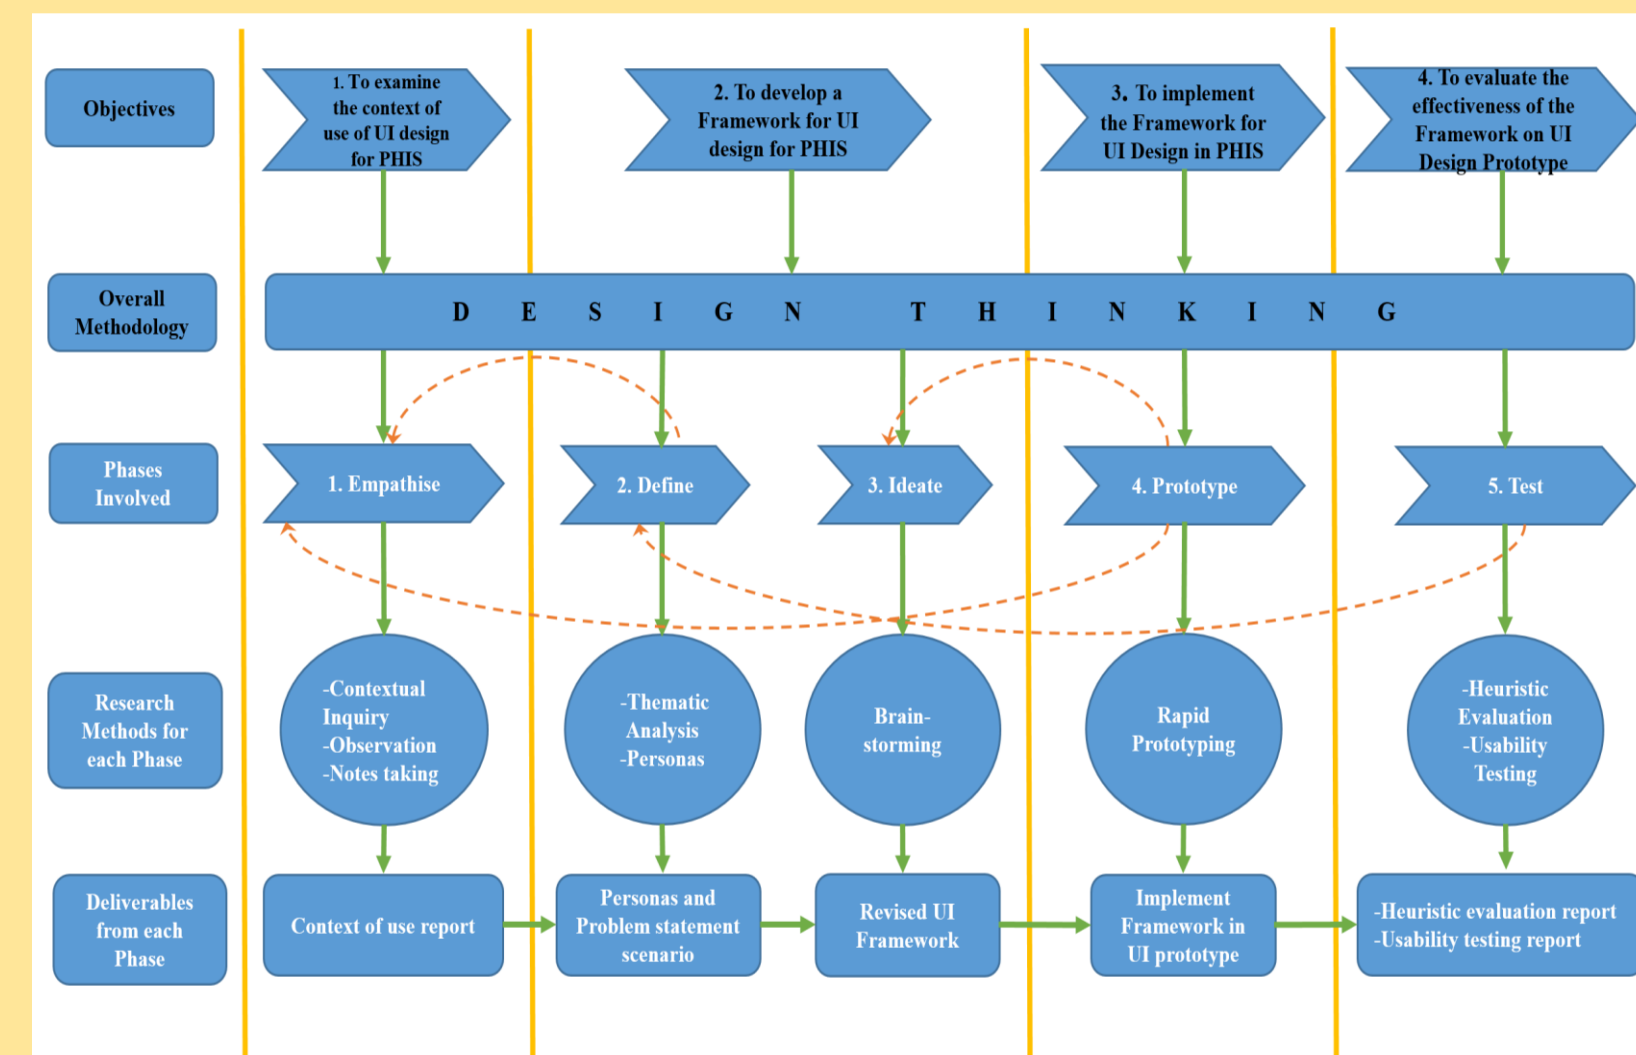 Objectives
1. To examine
the context of
use of UI design
for PHIS
2. To develop a
Framework for UI
design for PHIS
3. To implement
the Framework for
UI Design in PHIS
4. To evaluate the
effectiveness of the
Framework on UI
Design Prototype
Overall
Methodology
D E S I G N T H I N K I N G
Phases
Involved
1. Empathise
2. Define
3. Ideate
4. Prototype
5. Test
Research
Methods for
each Phase
-Contextual
Inquiry
-Observation
-Notes taking
-Thematic
Analysis
-Personas
Brain-
storming
Rapid
Prototyping
-Heuristic
Evaluation
-Usability
Testing
Deliverables
from each
Phase
Context of use report
Personas and
Problem statement
scenario
Revised UI
Framework
Implement
Framework in
UI prototype
-Heuristic evaluation report
-Usability testing report